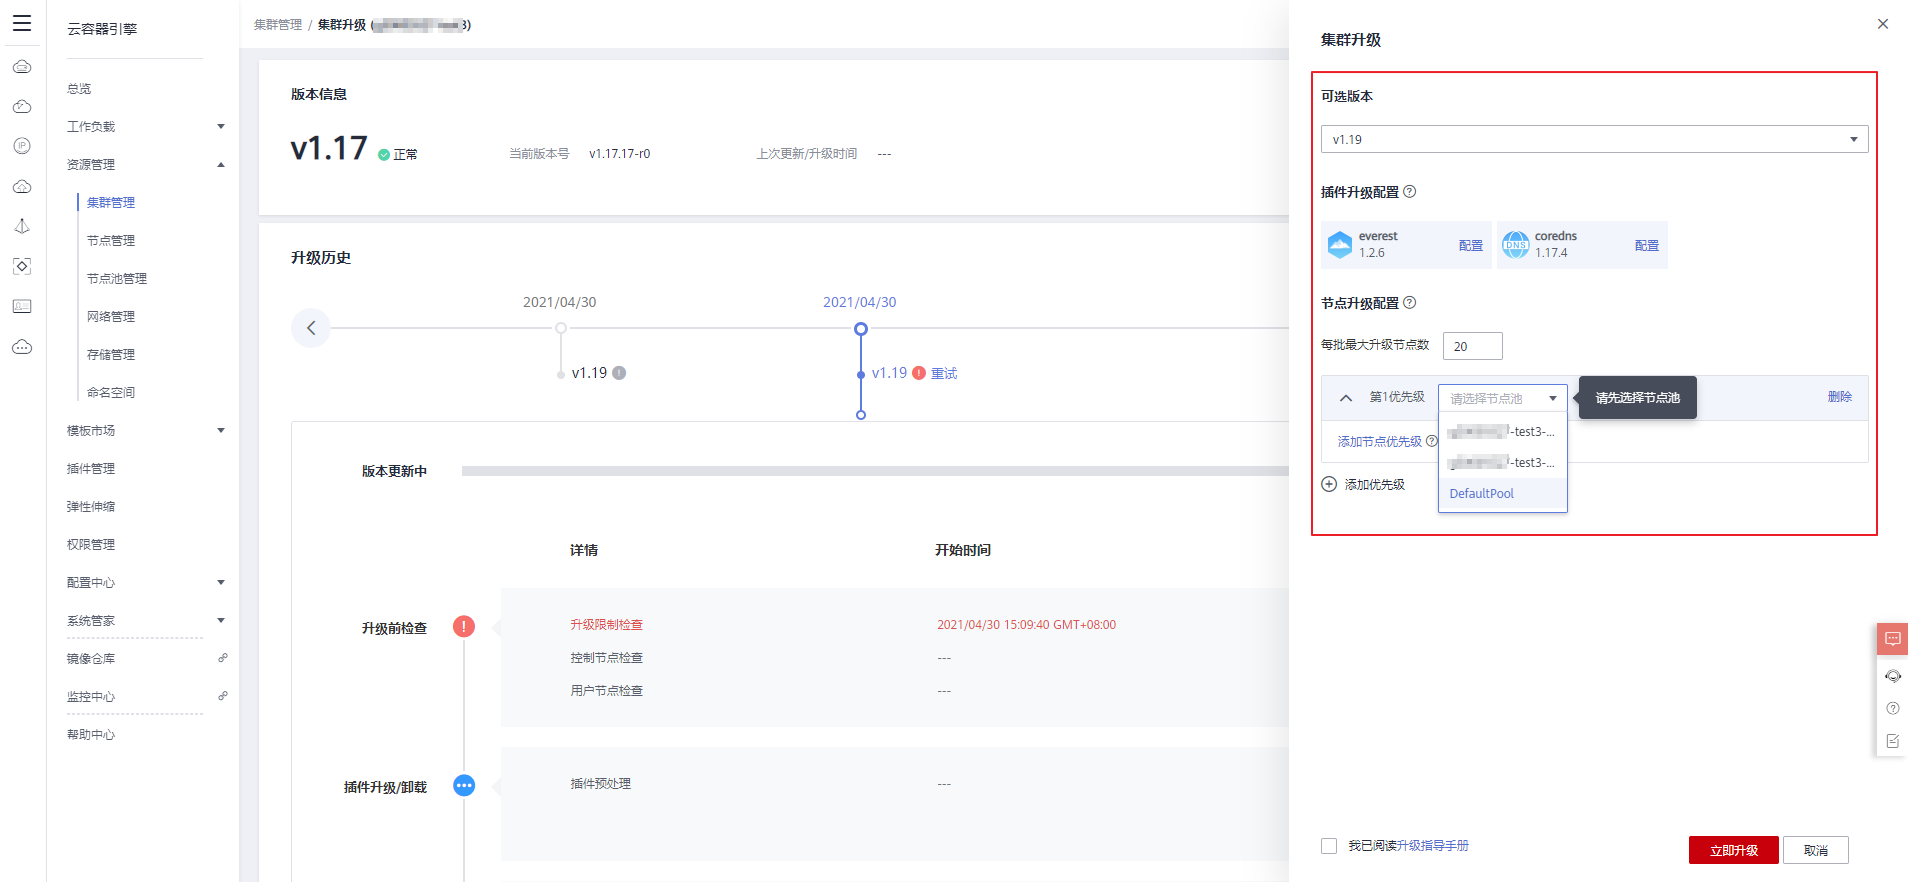 云容器引擎
总览
工作负载
资源管理
集群管理
节点管理
节点池管理
网络管理
存储管理
命名空间
模板市场
插件管理
弹性伸缩
权限管理
配置中心
系统管家
镜像仓库
监控中心
帮助中心
集群管理 / 集群升级
版本信息
v1.17 正常 当前版本号 v1.17.17-r0 上次更新/升级时间 ---
升级历史
2021/04/30 2021/04/30
v1.19 v1.19 重试
版本更新中
详情 开始时间
升级前检查
升级限制检查 2021/04/30 15:09:40 GMT+08:00
控制节点检查 ---
用户节点检查 ---
插件升级/卸载
插件预处理 ---
集群升级
可选版本
v1.19
插件升级配置
everest
1.2.6
配置
coredns
1.17.4
配置
DNS
节点升级配置
每批最大升级节点数 20
第1优先级 请选择节点池 请先选择节点池 删除
-test3-...
添加节点优先级
-test3-...
添加优先级
DefaultPool
我已阅读升级指导手册
立即升级 取消
IP